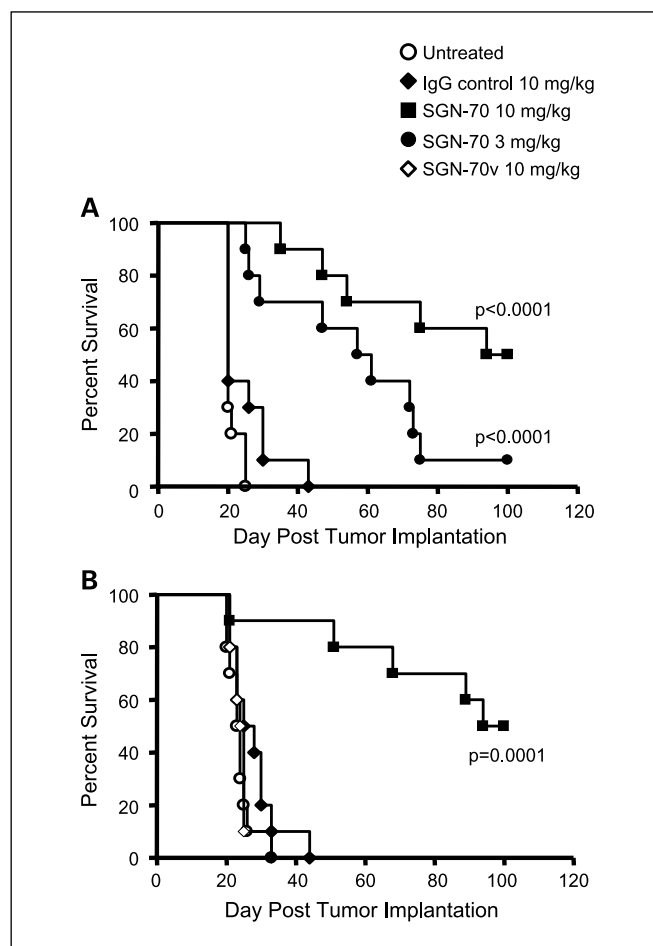 Untreated
IgG control 10 mg/kg
SGN-70 10 mg/kg
SGN-70 3 mg/kg
SGN-70v 10 mg/kg
A
100
80
60
40
20
0
Percent Survival
p<0.0001
p<0.0001
0 20 40 60 80 100 120
Day Post Tumor Implantation
B
100
80
60
40
20
0
Percent Survival
p=0.0001
0 20 40 60 80 100 120
Day Post Tumor Implantation